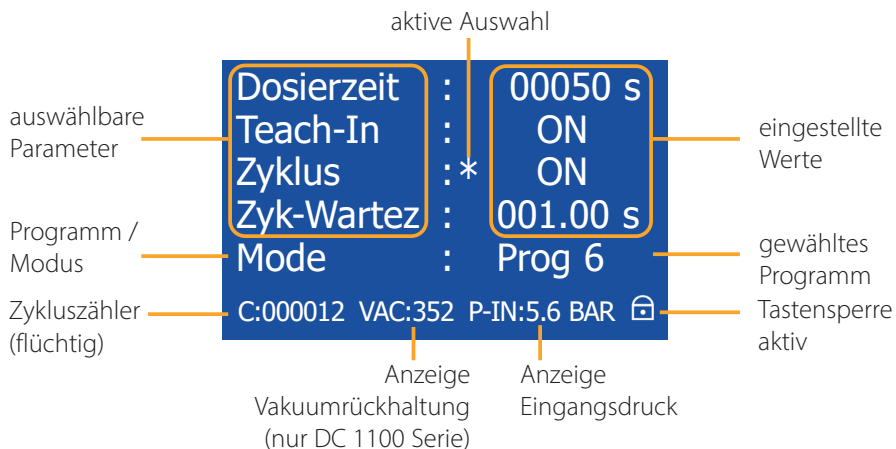 aktive Auswahl
auswählbare
Parameter
Programm /
Modus
Zykluszähler
(flüchtig)
Dosierzeit : 00050 s
Teach-In : ON
Zyklus :* ON
Zyk-Wartez : 001.00 s
Mode : Prog 6
C:000012 VAC:352 P-IN:5.6 BAR
eingestellte
Werte
gewähltes
Programm
Tastensperre
aktiv
Anzeige
Vakuumrückhaltung
(nur DC 1100 Serie)
Anzeige
Eingangsdruck